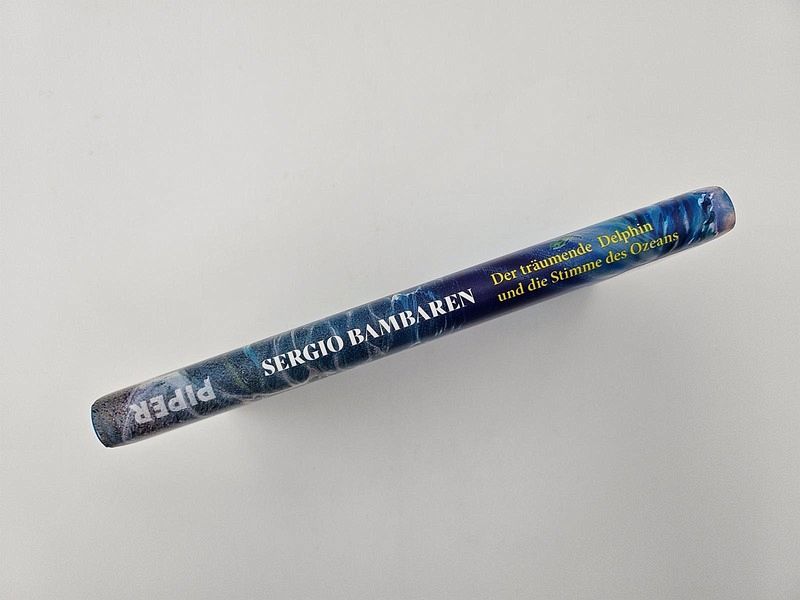 PIPER
SERGIO BAMBAREN
Der träumende Delphin
und die Stimme des Ozeans